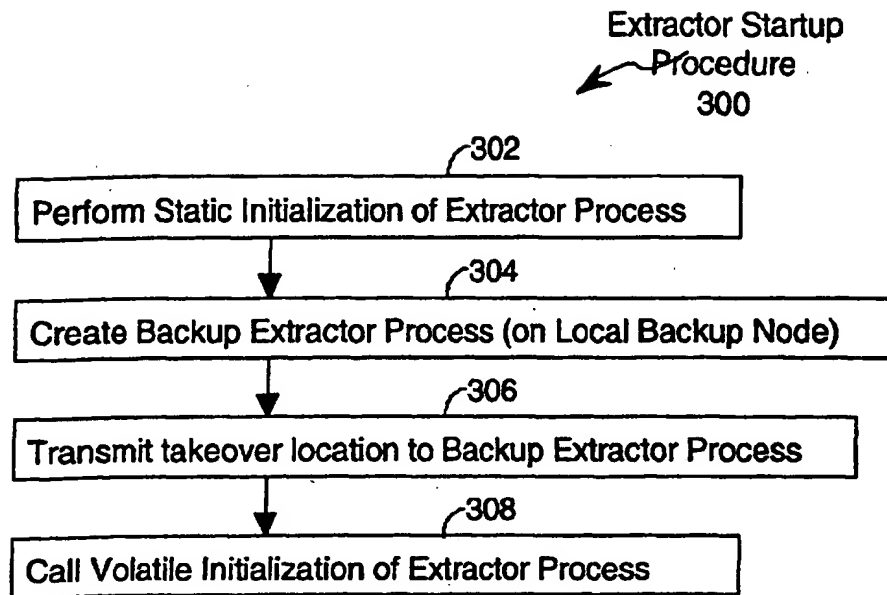 Extractor Startup
Procedure
300
302
Perform Static Initialization of Extractor Process
304
Create Backup Extractor Process (on Local Backup Node)
306
Transmit takeover location to Backup Extractor Process
308
Call Volatile Initialization of Extractor Process